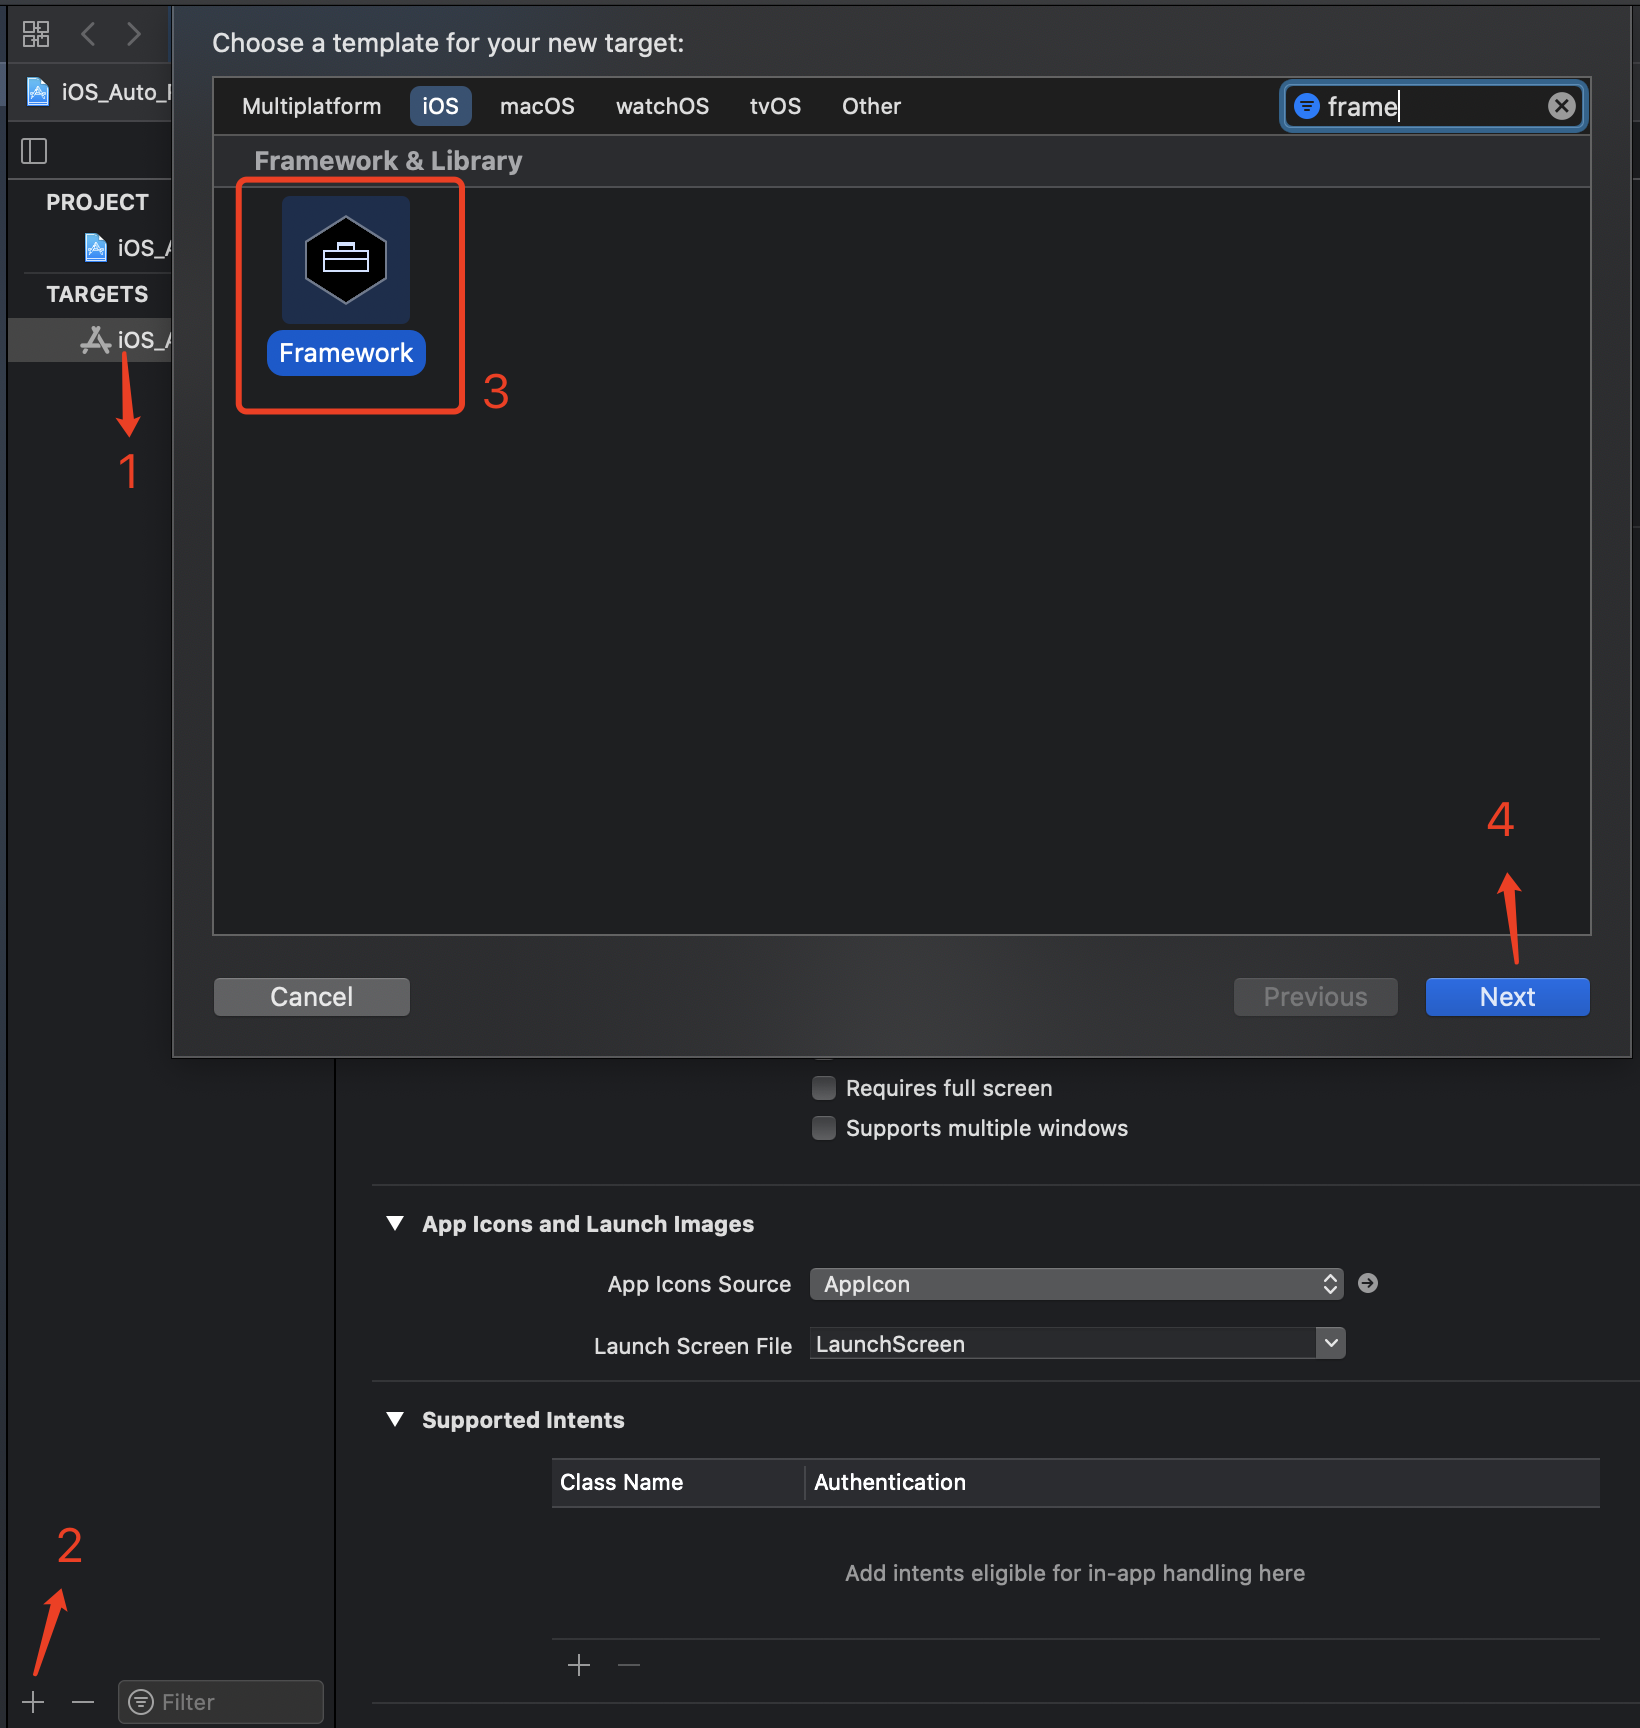 Choose a template for your new target:
iOS_Auto_
Multiplatform iOS macOS watchOS tvOS Other frame
Framework & Library
PROJECT
iOS_A
TARGETS
iOS_A
Framework
3
1
4
Cancel Previous Next
Requires full screen
Supports multiple windows
App Icons and Launch Images
App Icons Source AppIcon
Launch Screen File LaunchScreen
Supported Intents
Class Name Authentication
2
Add intents eligible for in-app handling here
Filter